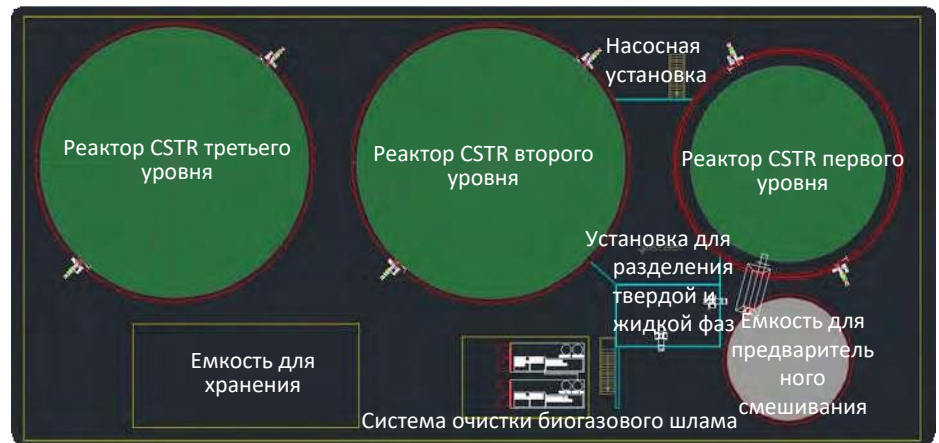 Насосная
установка
Реактор CSTR третьего
уровня
Реактор CSTR второго
уровня
Реактор CSTR первого
уровня
Установка для
разделения
твердой и
жидкой фаз
Емкость для
предваритель
ного
смешивания
Емкость для
хранения
Система очистки биогазового шлама